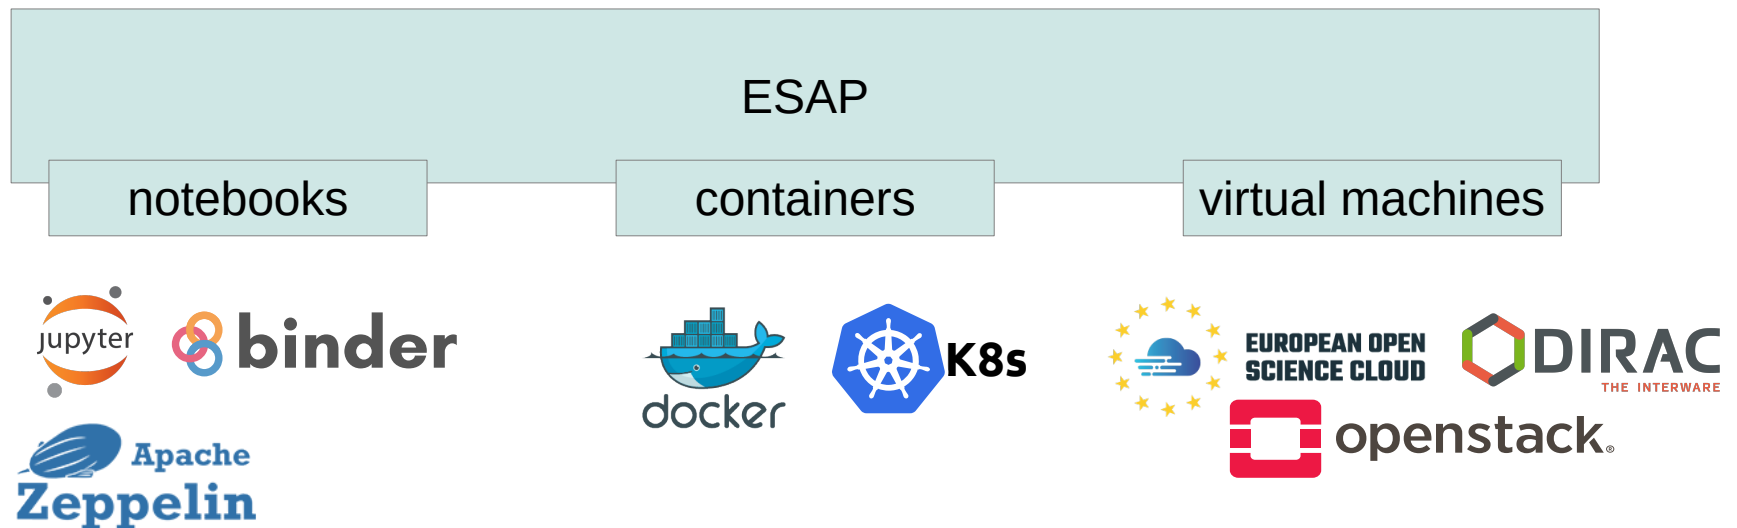 ESAP
notebooks
containers
virtual machines
jupyter
binder
Apache
Zeppelin
docker
K8s
EUROPEAN OPEN
SCIENCE CLOUD
DIRAC
THE INTERWARE
openstack®